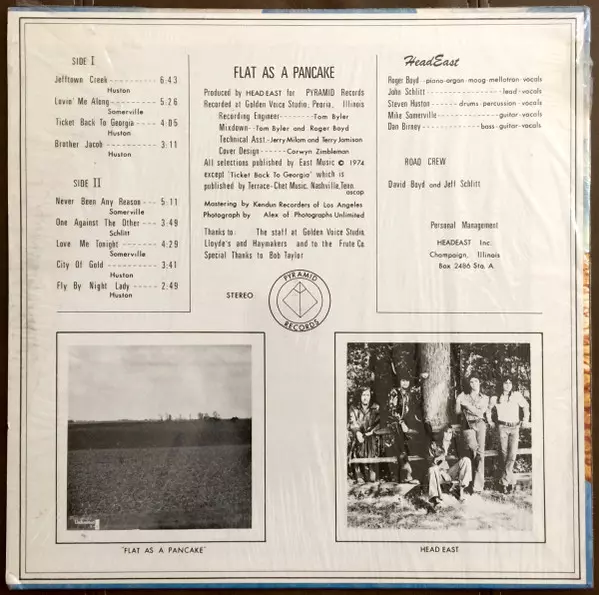 SIDE I
Jefftown Creek - - - - - - - - - - - 6:43
Huston
Lovin' Me Along - - - - - - - - - - 5:26
Somerville
Ticket Back To Georgia - - - - - 4:05
Huston
Brother Jacob - - - - - - - - - - - 3:11
Huston
SIDE II
Never Been Any Reason - - - - - 5:11
Somerville
One Against The Other - - - - 3:49
Schlitt
Love Me Tonight - - - - - - - - - 4:29
Somerville
City Of Gold - - - - - - - - - - - 3:41
Huston
Fly By Night Lady - - - - - - - - 2:49
Huston
FLAT AS A PANCAKE
Produced by HEAD EAST for PYRAMID Records
Recorded at Golden Voice Studio, Peoria, Illinois
Recording Engineer - - - - - - - Tom Byler
Mixdown - Tom Byler and Roger Boyd
Technical Asst. - Jerry Milam and Terry Jamison
Cover Design - - - - - - Corwyn Zimbleman
All selections published by East Music © 1974
except "Ticket Back To Georgia" which is
published by Terrace-Chet Music, Nashville, Tenn.
ascap
Mastering by Kendun Recorders of Los Angeles
Photograph by Alex of Photographs Unlimited
Thanks to: The staff at Golden Voice Studio,
Lloyde's and Haymakers and to the Frute Co.
Special Thanks to Bob Taylor
STEREO
PYRAMID
RECORDS
HeadEast
Roger Boyd - piano - organ - moog - mellotran - vocals
John Schlitt - - - - - - - - - - - - - - - - lead - vocals
Steven Huston - - - - - drums - percussion - vocals
Mike Somerville - - - - - - - - - - - - guitar - vocals
Dan Birney - - - - - - - - - - - bass - guitar - vocals
ROAD CREW
David Boyd and Jeff Schlitt
Personal Management
HEADEAST Inc.
Champaign, Illinois
Box 2486 Sta. A
"FLAT AS A PANCAKE"
HEAD EAST